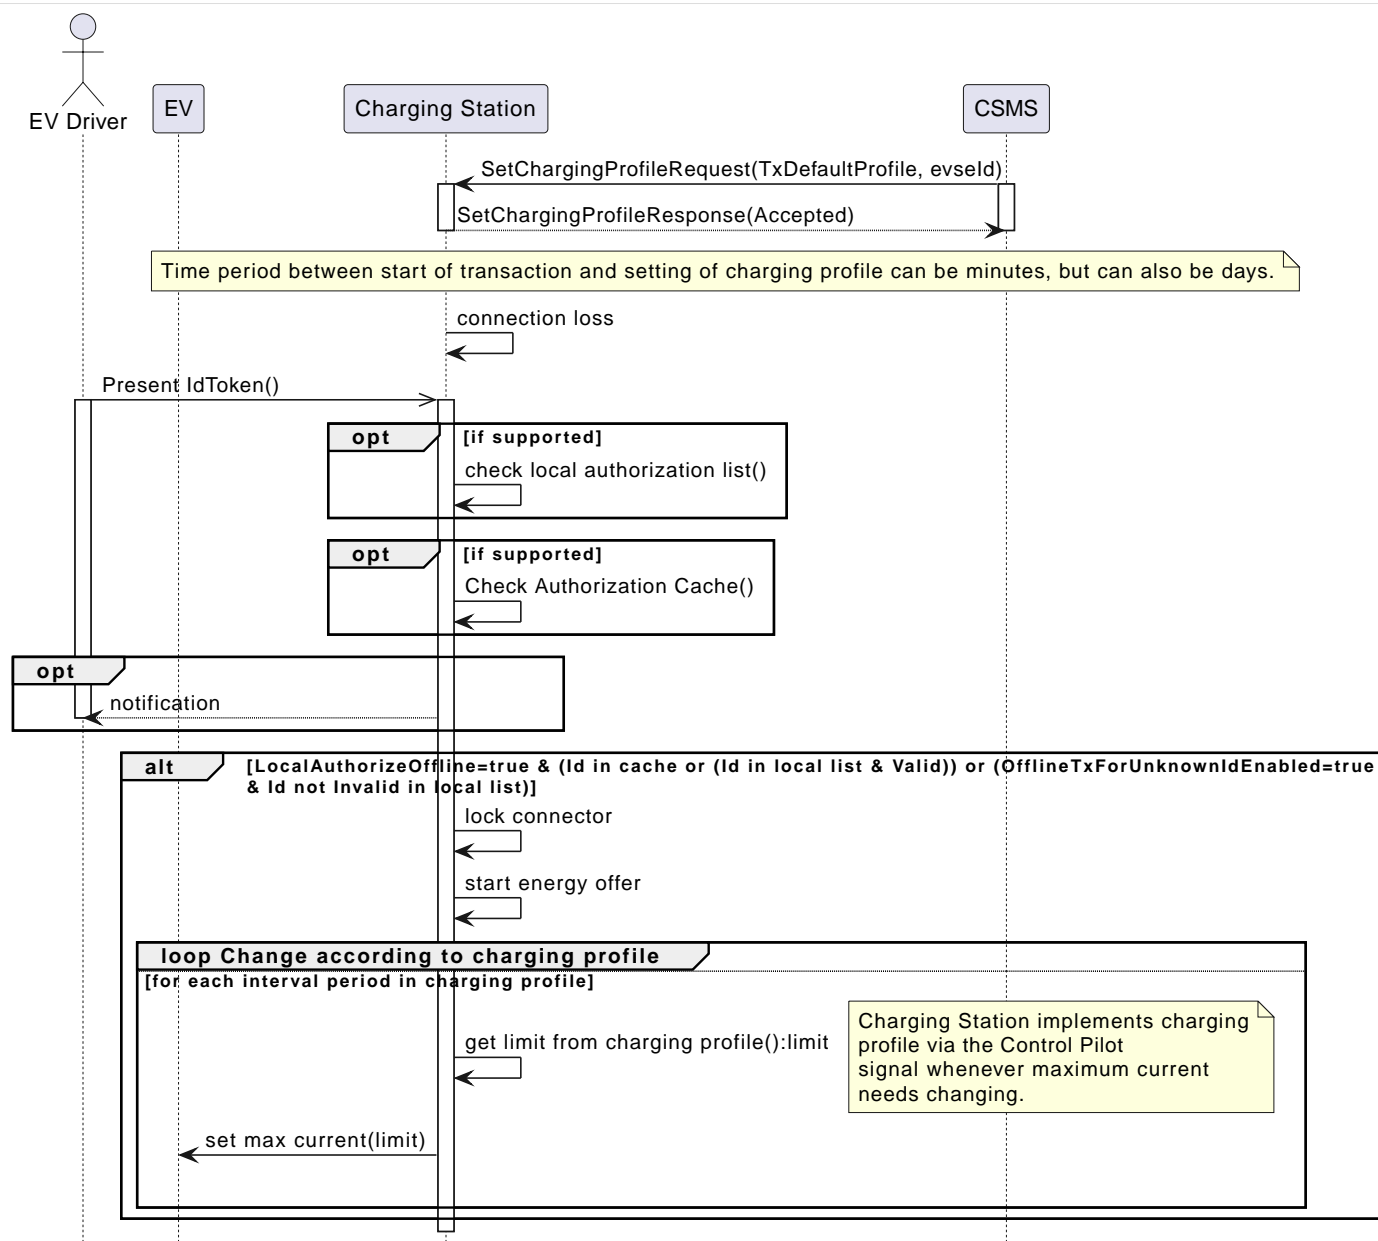 EV Driver
EV
Charging Station
CSMS
SetChargingProfileRequest(TxDefaultProfile, evseId)
SetChargingProfileResponse(Accepted)
Time period between start of transaction and setting of charging profile can be minutes, but can also be days.
connection loss
Present IdToken()
opt
[if supported]
check local authorization list()
opt
[if supported]
Check Authorization Cache()
opt
notification
alt
[LocalAuthorizeOffline=true & (Id in cache or (Id in local list & Valid)) or (OfflineTxForUnknownIdEnabled=true
& Id not Invalid in local list)]
lock connector
start energy offer
loop Change according to charging profile
[for each interval period in charging profile]
Charging Station implements charging
profile via the Control Pilot
signal whenever maximum current
needs changing.
get limit from charging profile():limit
set max current(limit)